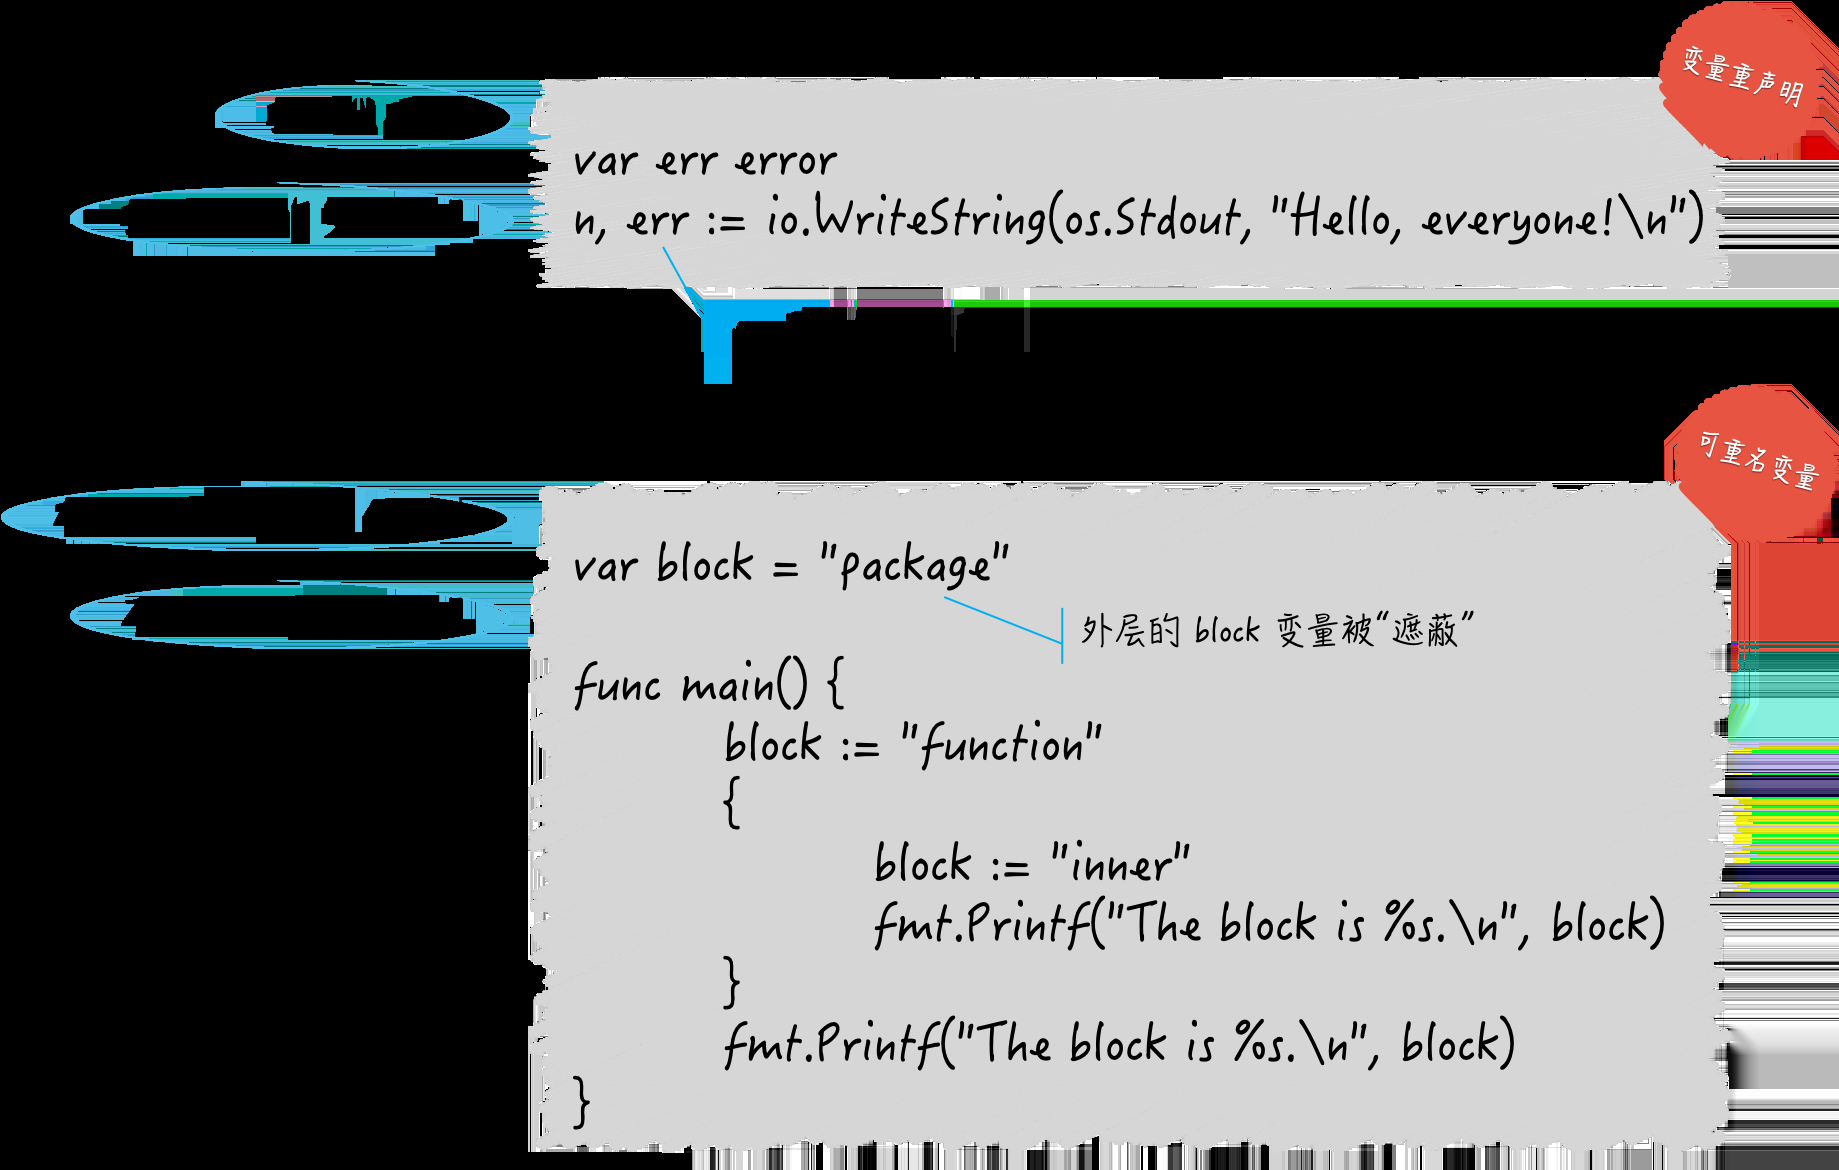 变量重声明
var err error
n, err := io.WriteString(os.Stdout, "Hello, everyone!\n")
可重名变量
var block = "package"
外层的 block 变量被“遮蔽”
func main() {
block := "function"
{
block := "inner"
fmt.Printf("The block is %s.\n", block)
}
fmt.Printf("The block is %s.\n", block)
}